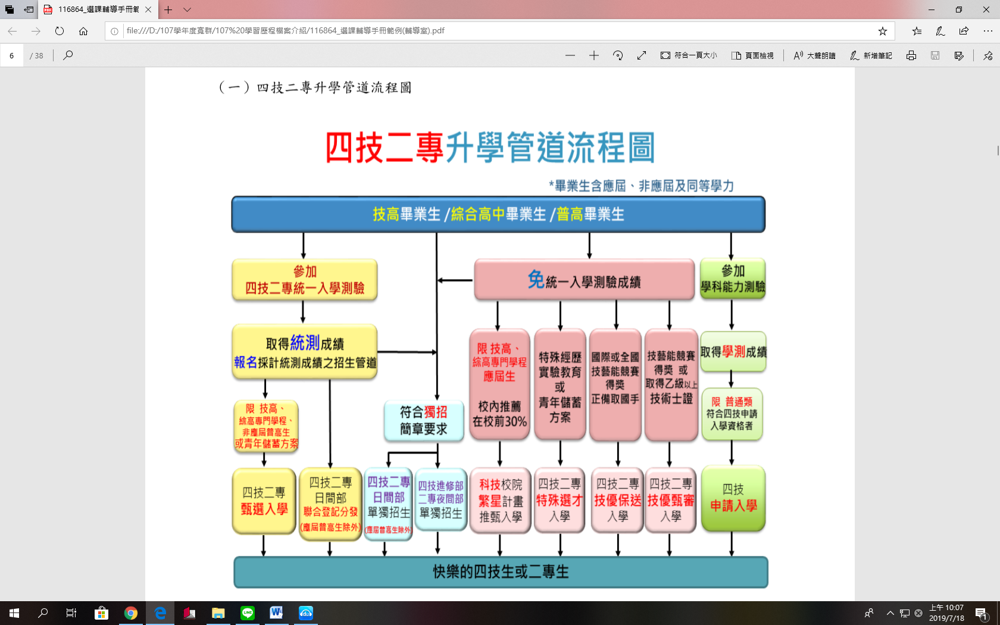 116864_選課輔導手冊範
file:///D:/107學年度寬群/107%20學習歷程檔案介紹/116864_選課輔導手冊範例(輔導室).pdf
6 / 38
符合一頁大小
頁面檢視
大聲朗讀
新增筆記
（一）四技二專升學管道流程圖
四技二專升學管道流程圖
*畢業生含應屆、非應屆及同等學力
技高畢業生 /綜合高中畢業生 /普高畢業生
參加
四技二專統一入學測驗
免統一入學測驗成績
參加
學科能力測驗
取得統測成績
報名採計統測成績之招生管道
限 技高、
綜高專門學程
應屆生
校內推薦
在校前30%
特殊經歷
實驗教育
或
青年儲蓄
方案
國際或全國
技藝能競賽
得獎
正備取國手
技藝能競賽
得獎 或
取得乙級以上
技術士證
取得學測成績
限 技高、
綜高專門學程、
非應屆普高生
或青年儲蓄方案
符合獨招
簡章要求
限 普通類
符合四技申請
入學資格者
四技二專
甄選入學
四技二專
日間部
聯合登記分發
(應屆普高生除外)
四技二專
日間部
單獨招生
(應屆普高生除外)
四技進修部
二專夜間部
單獨招生
科技校院
繁星計畫
推甄入學
四技二專
特殊選才
入學
四技二專
技優保送
入學
四技二專
技優甄審
入學
四技
申請入學
快樂的四技生或二專生
上午 10:07
2019/7/18
1